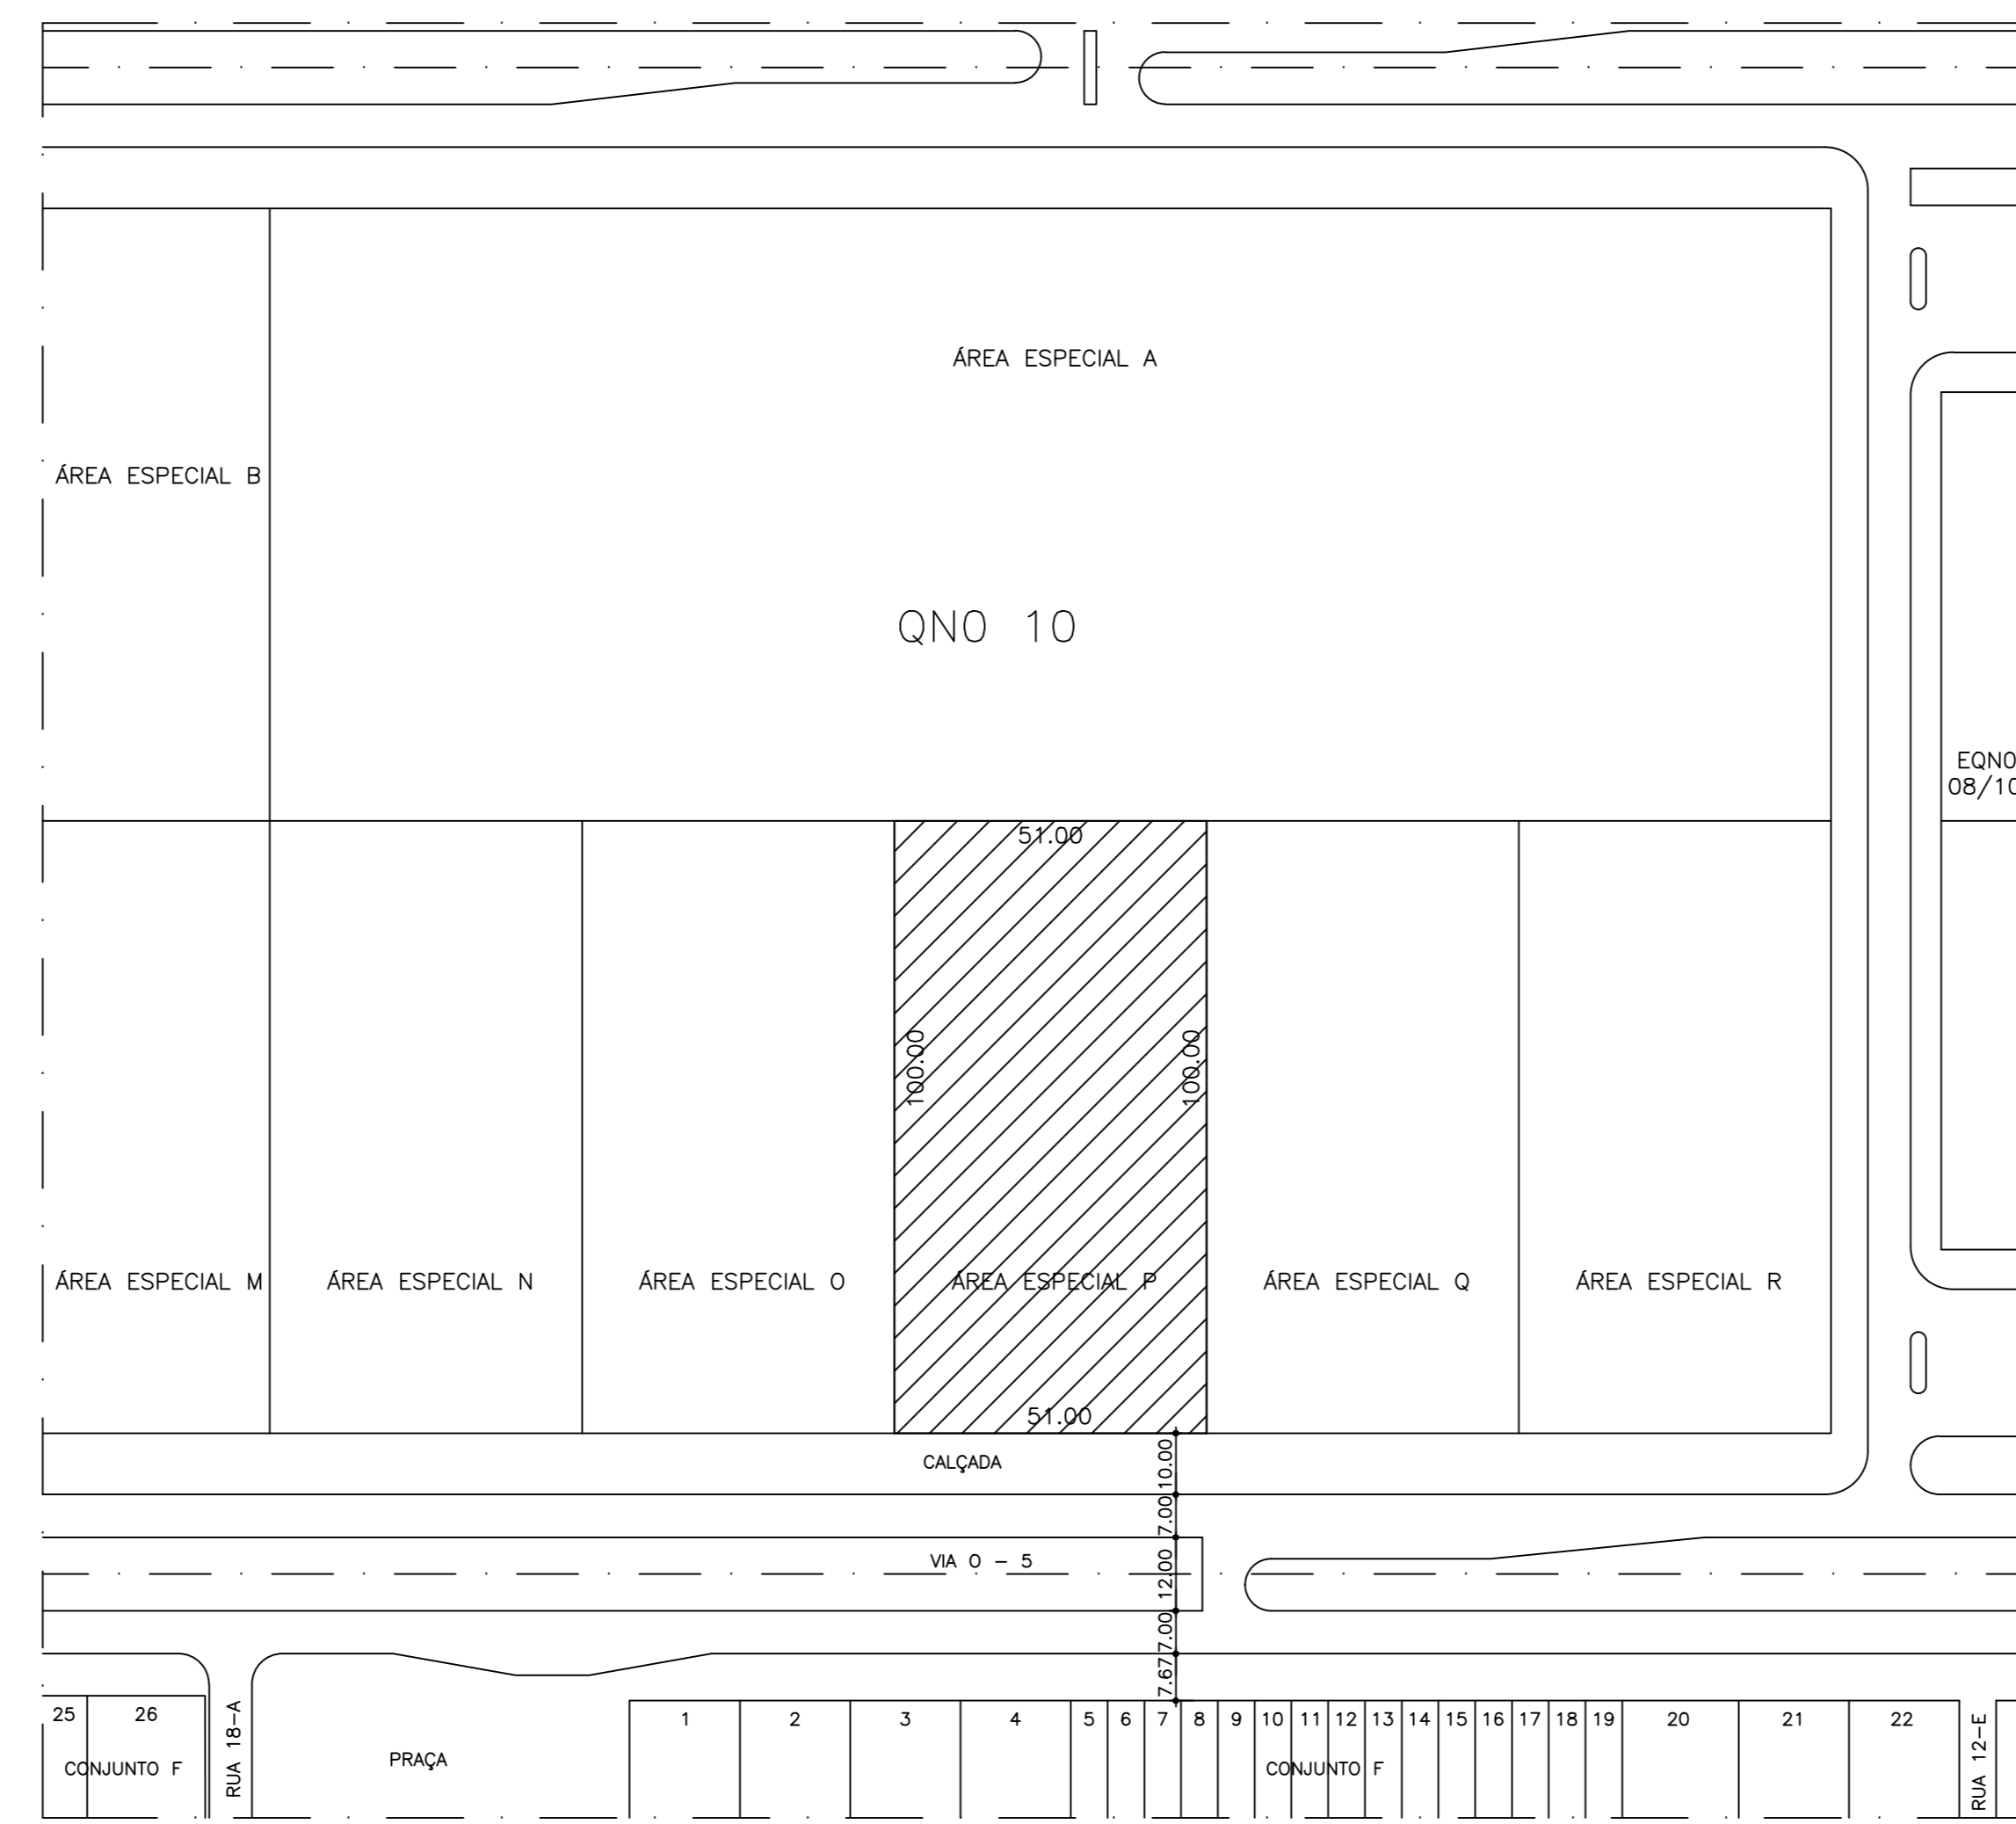 ÁREA ESPECIAL A
ÁREA ESPECIAL B
QNO 10
EQNO
08/10
51.00
100.00
100.00
ÁREA ESPECIAL M
ÁREA ESPECIAL N
ÁREA ESPECIAL O
ÁREA ESPECIAL P
ÁREA ESPECIAL Q
ÁREA ESPECIAL R
51.00
CALÇADA
10.00
7.00
VIA O - 5
12.00
7.00
7.67
25
26
RUA 18-A
CONJUNTO F
PRAÇA
1
2
3
4
5
6
7
8
9
10
11
12
13
14
15
16
17
18
19
20
21
22
CONJUNTO F
RUA 12-E